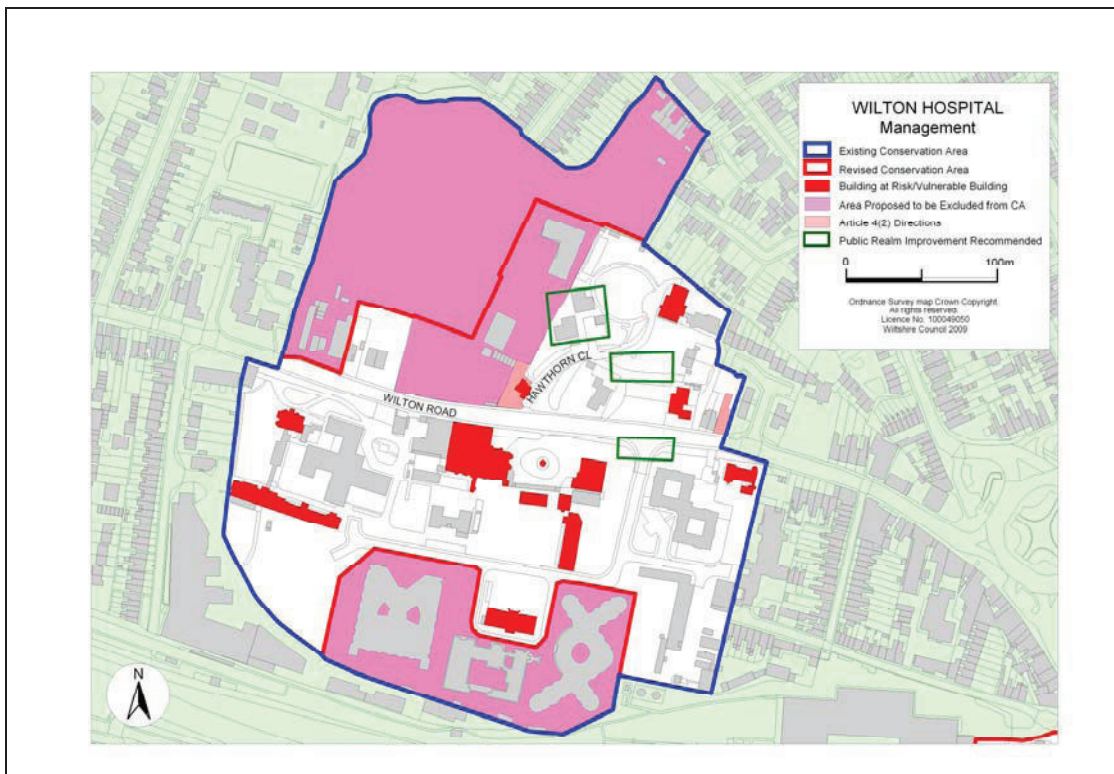 WILTON HOSPITAL
Management
Existing Conservation Area
Revised Conservation Area
Building at Risk/Vulnerable Building
Area Proposed to be Excluded from CA
Article 4(2) Directions
Public Realm Improvement Recommended
0 100m
Ordnance Survey map Crown Copyright.
All rights reserved.
Licence No. 100049050
Wiltshire Council 2009
HAWTHORN CL
WILTON ROAD
N